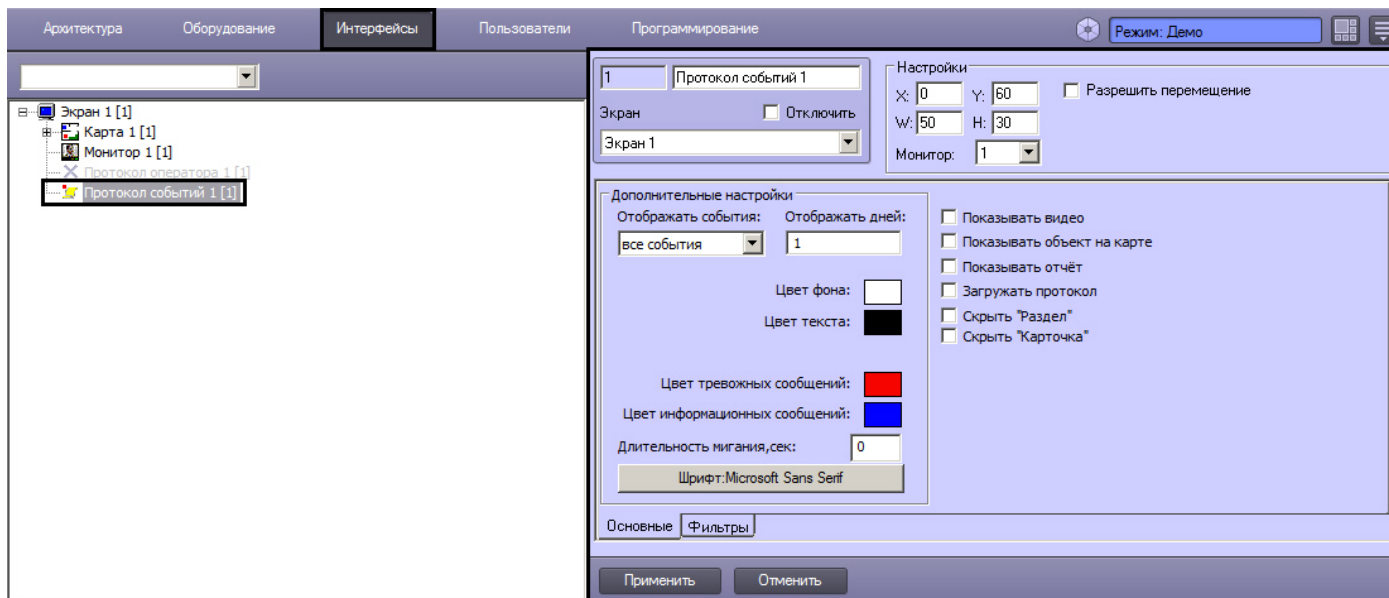 Архитектура Оборудование Интерфейсы Пользователи Программирование Режим: Демо
Экран 1 [1]
Карта 1 [1]
Монитор 1 [1]
Протокол оператора 1 [1]
Протокол событий 1 [1]
1 Протокол событий 1
Экран Отключить
Экран 1
Настройки
X: 0 Y: 60 Разрешить перемещение
W: 50 H: 30
Монитор: 1
Дополнительные настройки
Отображать события: Отображать дней:
все события 1
Цвет фона:
Цвет текста:
Цвет тревожных сообщений:
Цвет информационных сообщений:
Длительность мигания,сек: 0
Шрифт:Microsoft Sans Serif
Показывать видео
Показывать объект на карте
Показывать отчёт
Загружать протокол
Скрыть "Раздел"
Скрыть "Карточка"
Основные Фильтры
Применить Отменить